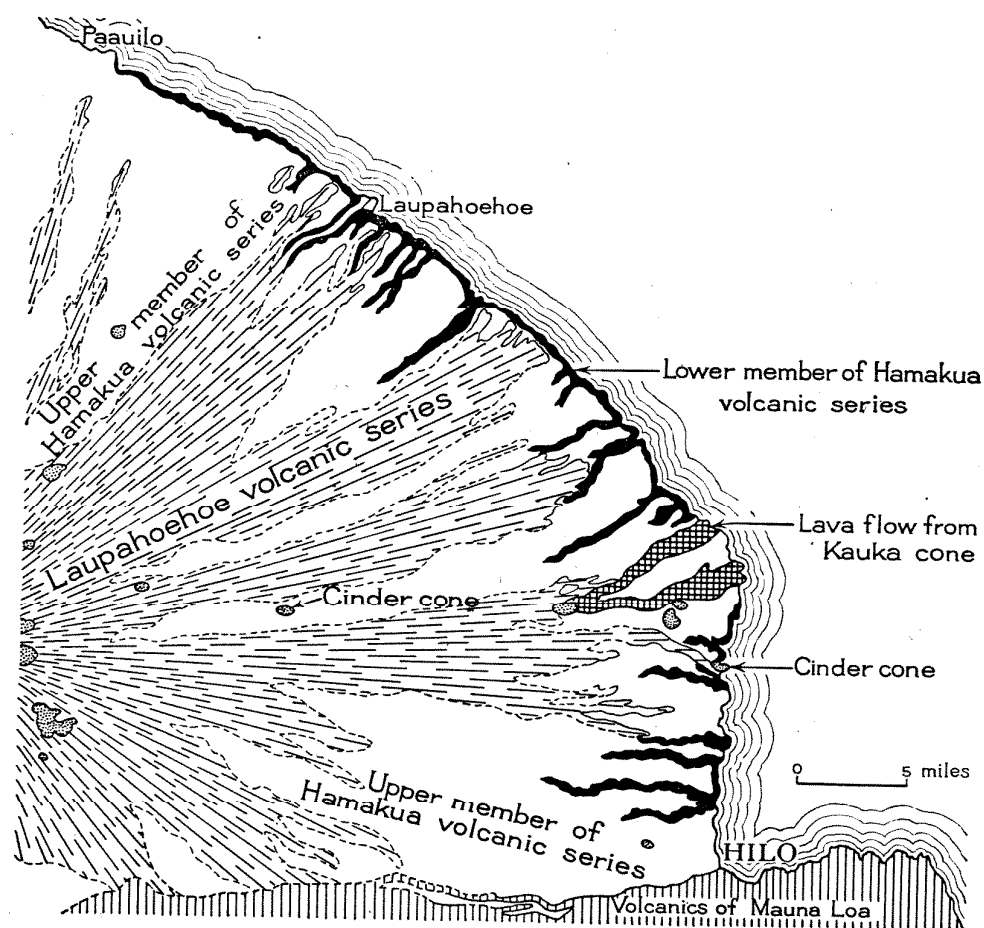 Paauilo
Laupahoehoe
Upper member of
Hamakua volcanic series
Lower member of Hamakua
volcanic series
Laupahoehoe volcanic series
Lava flow from
Kauka cone
Cinder cone
Cinder cone
0 5 miles
Upper member of
Hamakua volcanic series
HILO
Volcanics of Mauna Loa